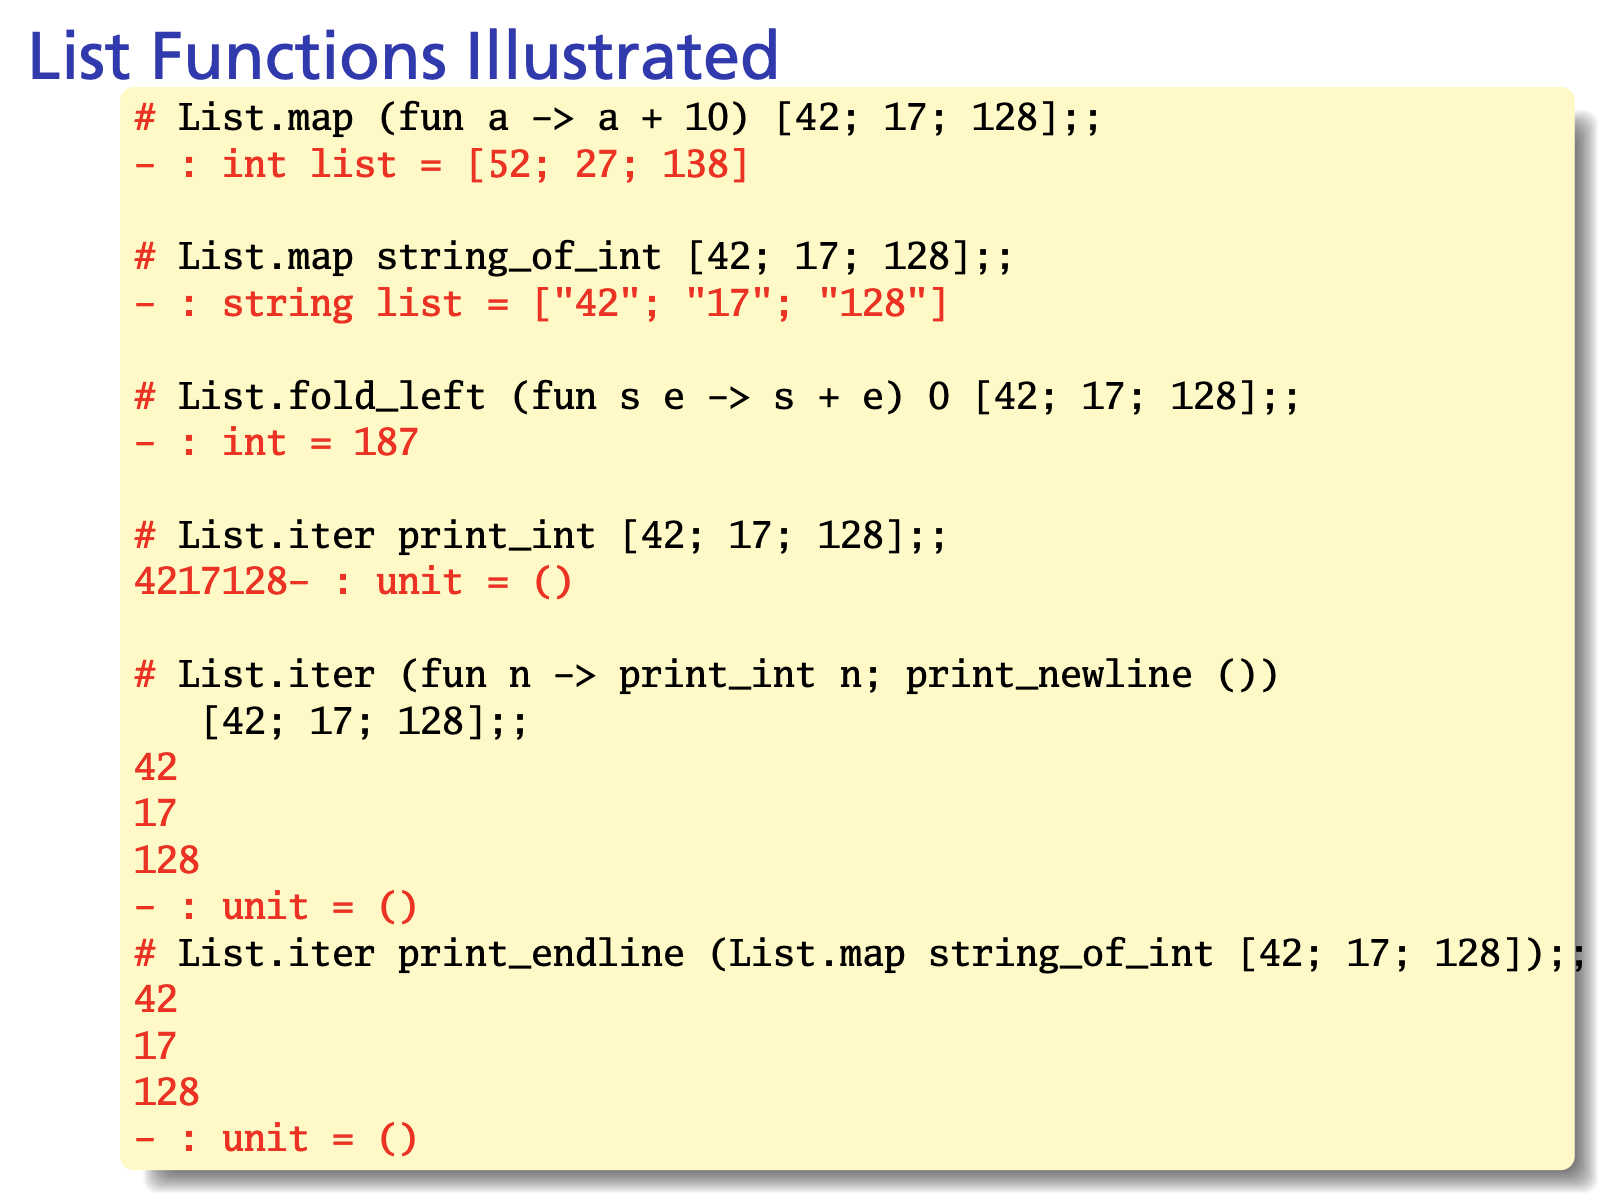 List Functions Illustrated
# List.map (fun a -> a + 10) [42; 17; 128];;
- : int list = [52; 27; 138]
# List.map string_of_int [42; 17; 128];;
- : string list = ["42"; "17"; "128"]
# List.fold_left (fun s e -> s + e) 0 [42; 17; 128];;
- : int = 187
# List.iter print_int [42; 17; 128];;
4217128- : unit = ()
# List.iter (fun n -> print_int n; print_newline ())
   [42; 17; 128];;
42
17
128
- : unit = ()
# List.iter print_endline (List.map string_of_int [42; 17; 128]);;
42
17
128
- : unit = ()